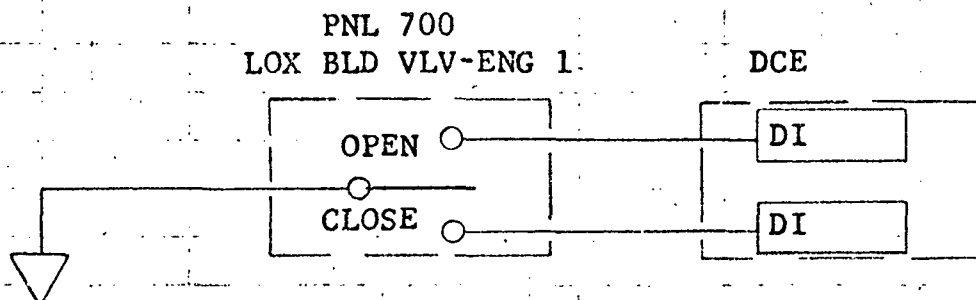 PNL 700
LOX BLD VLV-ENG 1
DCE
OPEN
DI
CLOSE
DI